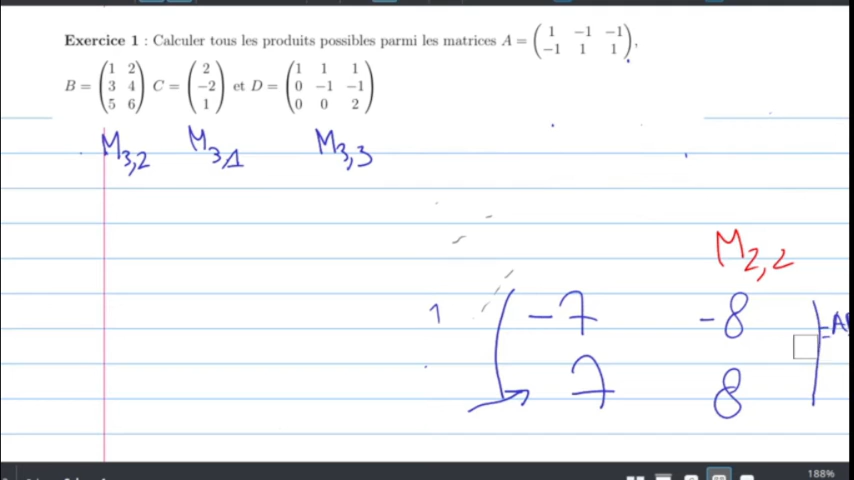 Exercice 1 : Calculer tous les produits possibles parmi les matrices A = ( 1 −1 −1
−1 1 1 ),
B = ( 1 2
3 4
5 6 ) C = ( 2
−2
1 ) et D = ( 1 1 1
0 −1 −1
0 0 2 )
M3,2 M3,1 M3,3
M2,2
1 ( -7 -8
7 8
188%